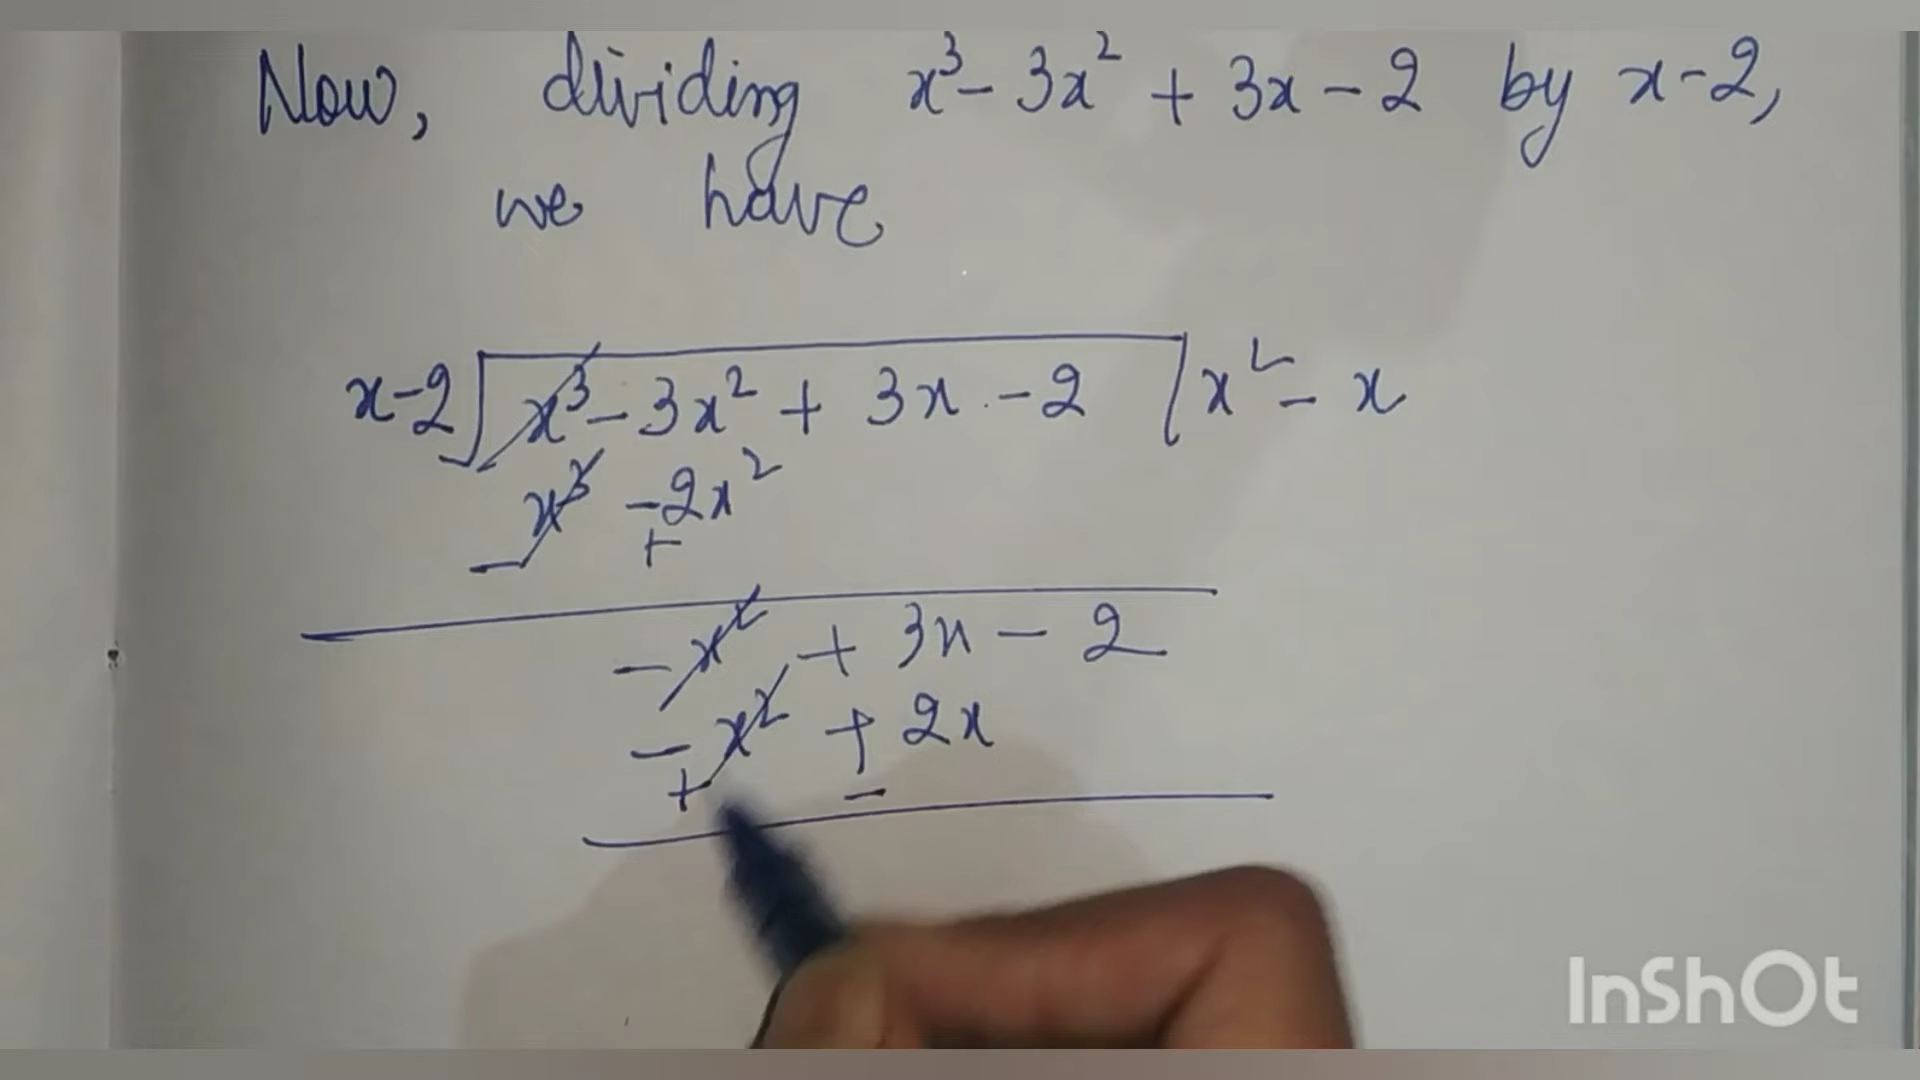 Now, dividing x³ - 3x² + 3x - 2 by x-2,
we have
x-2 x³ - 3x² + 3x - 2 x² - x
x³ - 2x²
- +
- x² + 3x - 2
- x² + 2x
+ -
InShOt